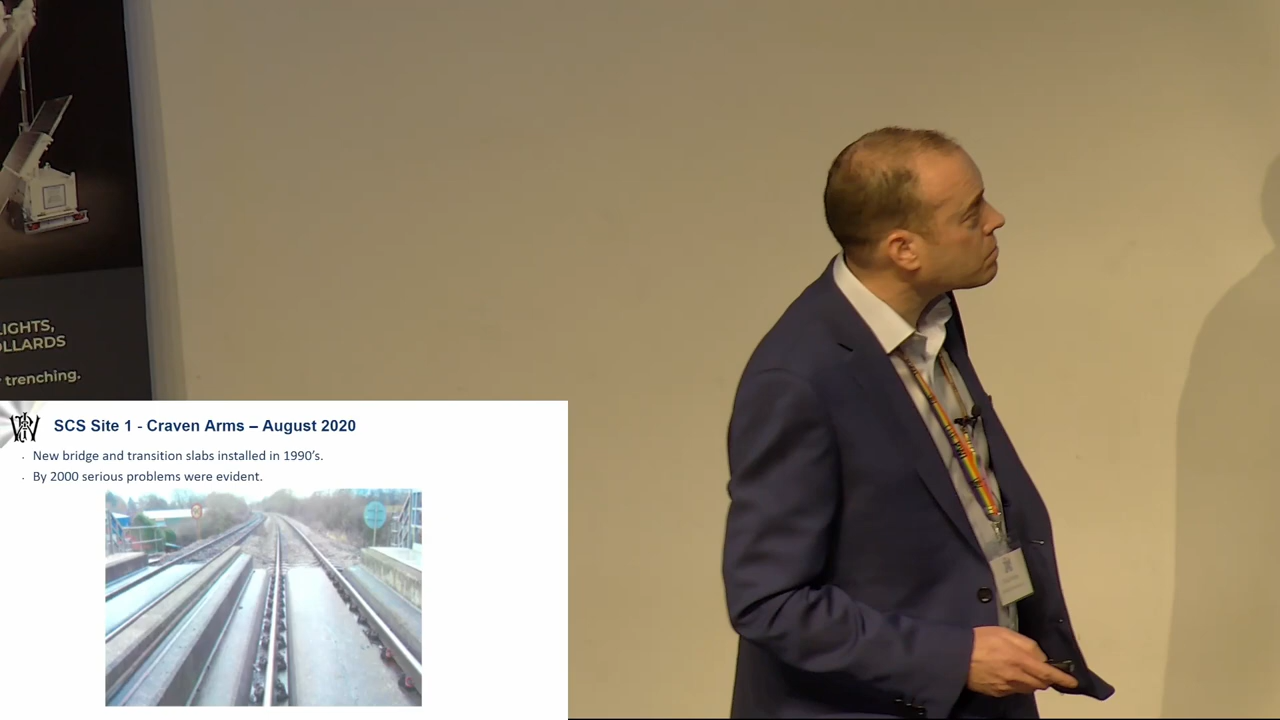 LIGHTS,
OLLARDS
trenching.
SCS Site 1 - Craven Arms – August 2020
· New bridge and transition slabs installed in 1990's.
· By 2000 serious problems were evident.